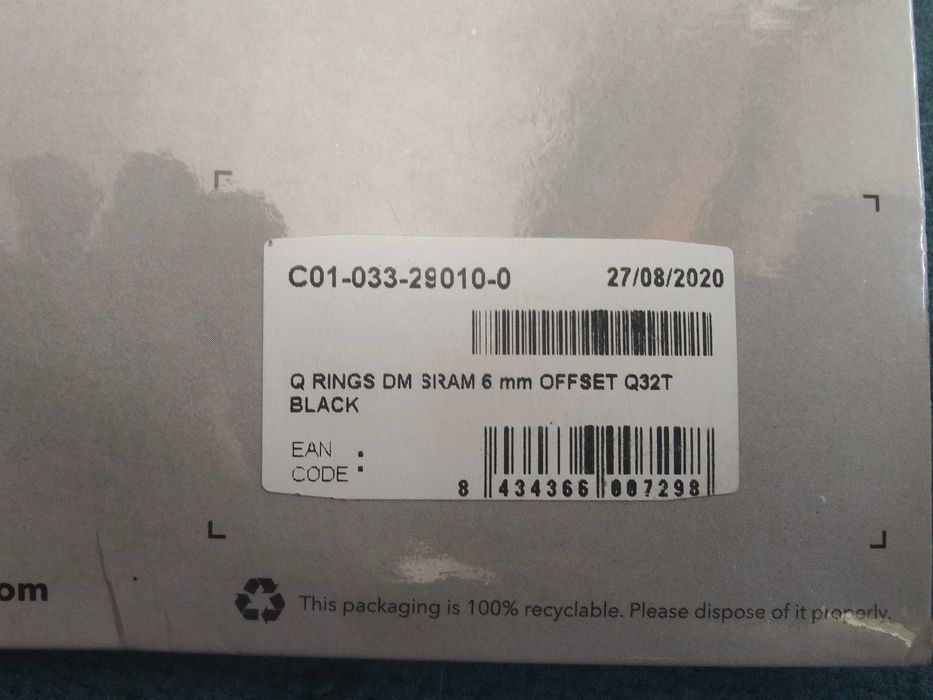 C01-033-29010-0 27/08/2020
Q RINGS DM SRAM 6 mm OFFSET Q32T
BLACK
EAN
CODE :
8 434366 007298
om
This packaging is 100% recyclable. Please dispose of it properly.